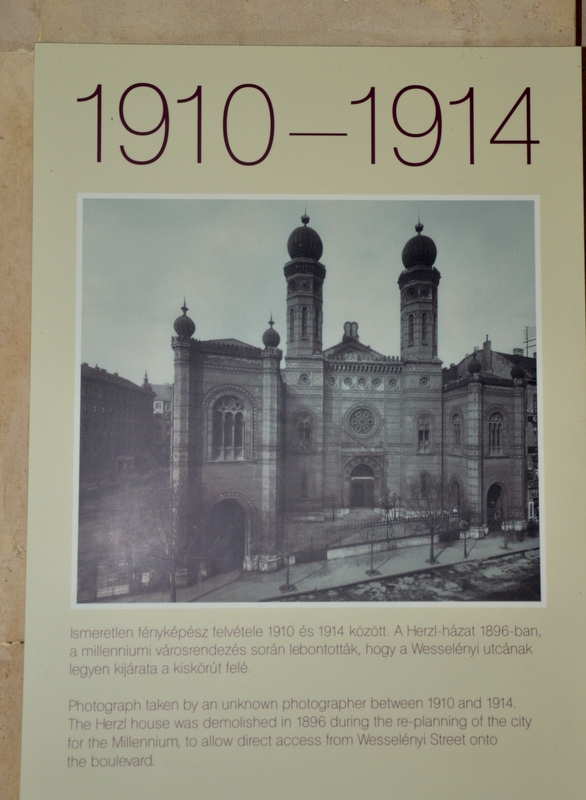 1910–1914
Ismeretlen fényképész felvétele 1910 és 1914 között. A Herzl-házat 1896-ban,
a milleniumi városrendezés során lebontották, hogy a Wesselényi utcának
legyen kijárata a kiskörút felé.
Photograph taken by an unknown photographer between 1910 and 1914.
The Herzl house was demolished in 1896 during the re-planning of the city
for the Millennium, to allow direct access from Wesselényi Street onto
the boulevard.